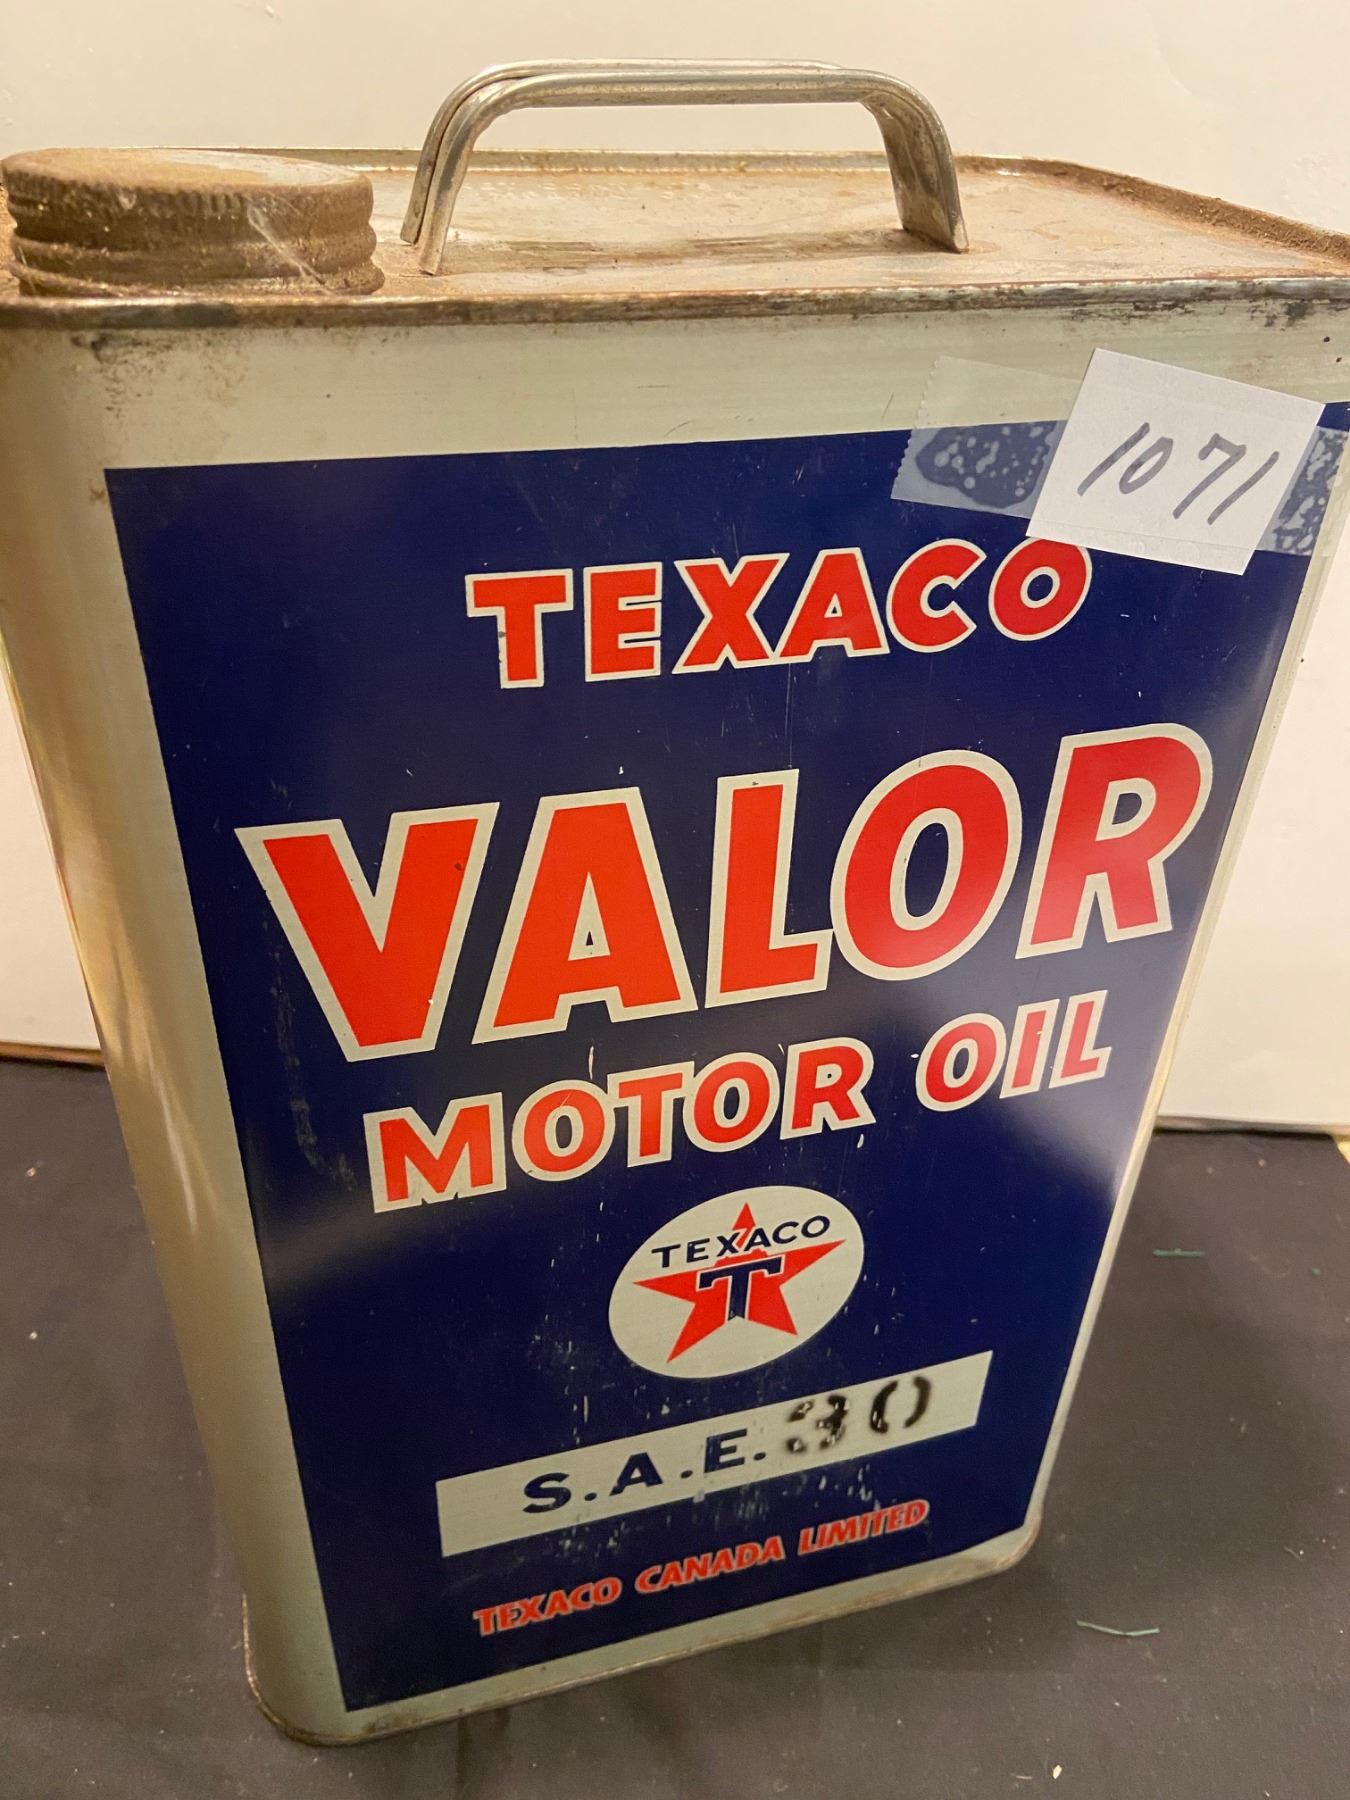 1071
TEXACO
VALOR
MOTOR OIL
TEXACO
T
S.A.E. 30
TEXACO CANADA LIMITED